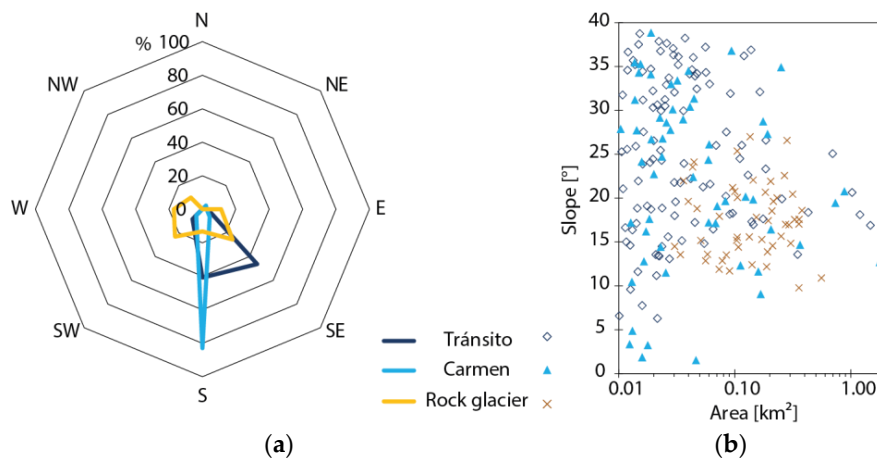 N
NE
E
SE
S
SW
W
NW
% 100
80
60
40
20
0
Tránsito
Carmen
Rock glacier
(a)
40
35
30
25
20
15
10
5
0
Slope [°]
0.01
0.10
1.00
Area [km²]
(b)